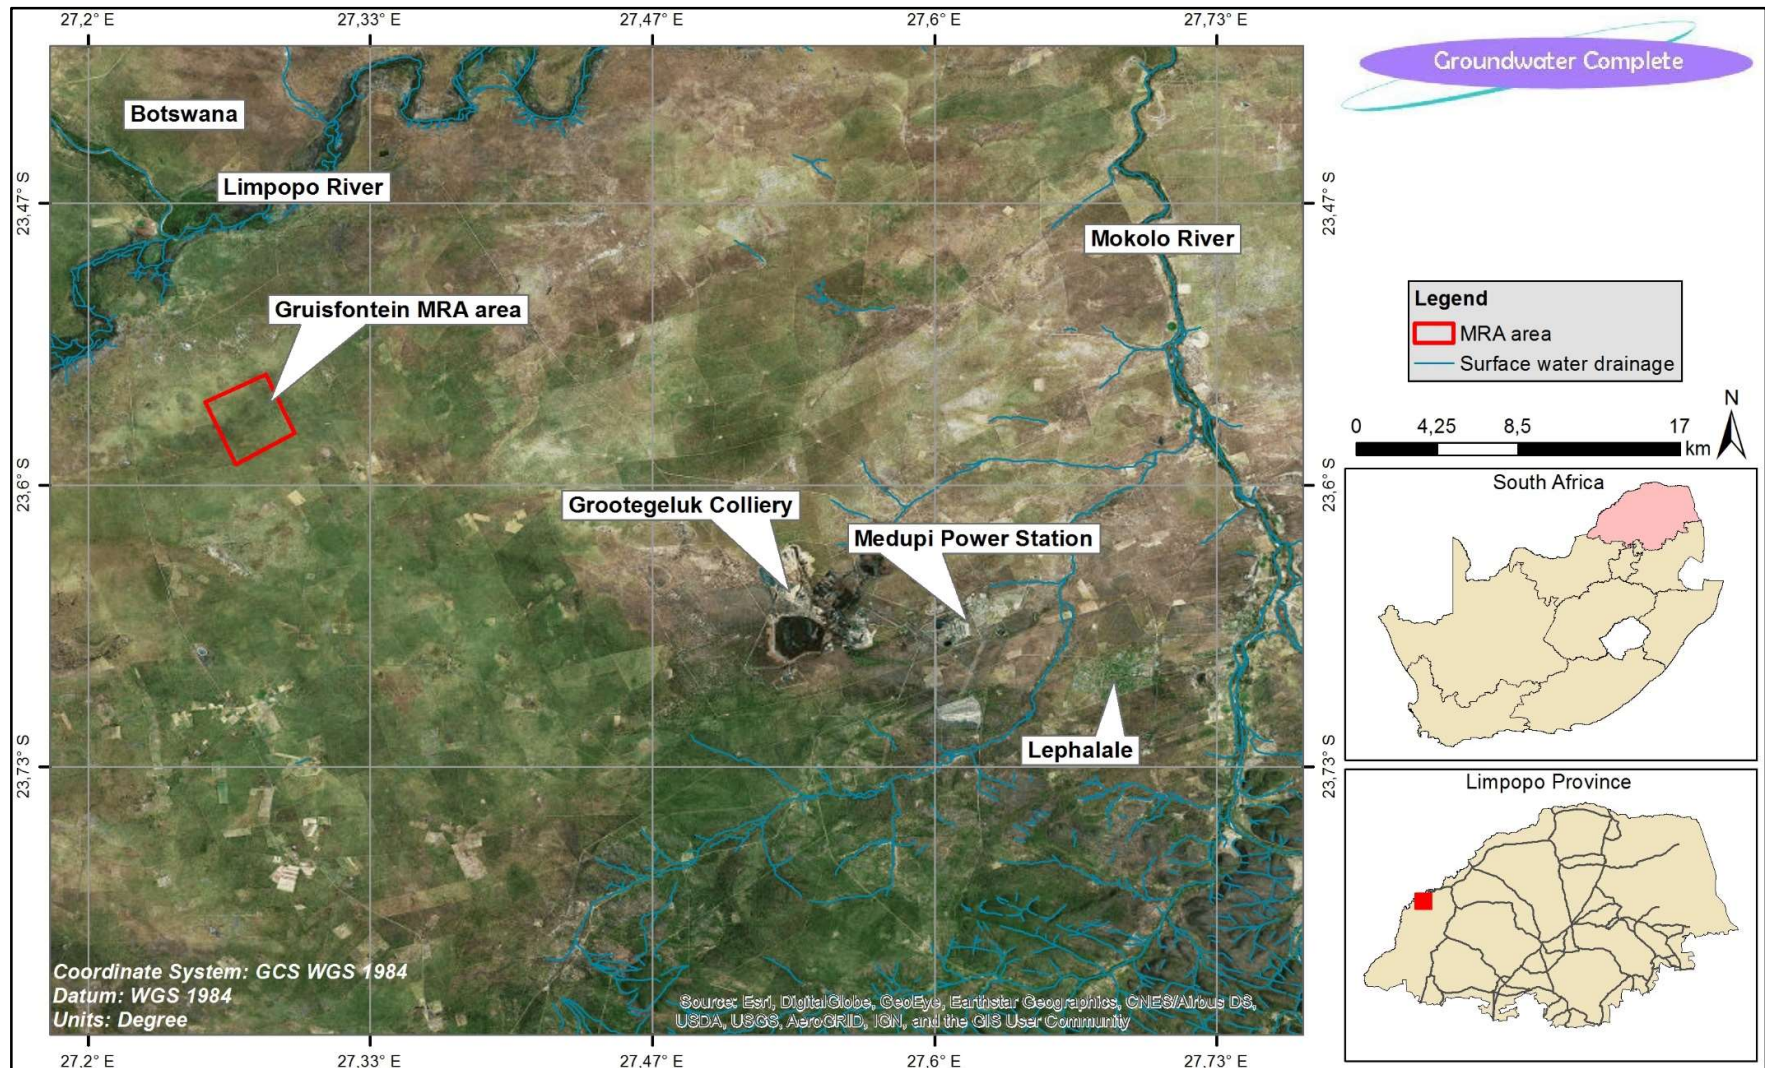 27,2° E
27,33° E
27,47° E
27,6° E
27,73° E
Groundwater Complete
Botswana
Limpopo River
23,47° S
23,47° S
Mokolo River
Gruisfontein MRA area
Legend
MRA area
Surface water drainage
N
0 4,25 8,5 17
km
23,6° S
23,6° S
South Africa
Grootegeluk Colliery
Medupi Power Station
Lephalale
23,73° S
23,73° S
Limpopo Province
Coordinate System: GCS WGS 1984
Datum: WGS 1984
Units: Degree
Source: Esri, DigitalGlobe, GeoEye, Earthstar Geographics, CNES/Airbus DS,
USDA, USGS, AeroGRID, IGN, and the GIS User Community
27,2° E
27,33° E
27,47° E
27,6° E
27,73° E